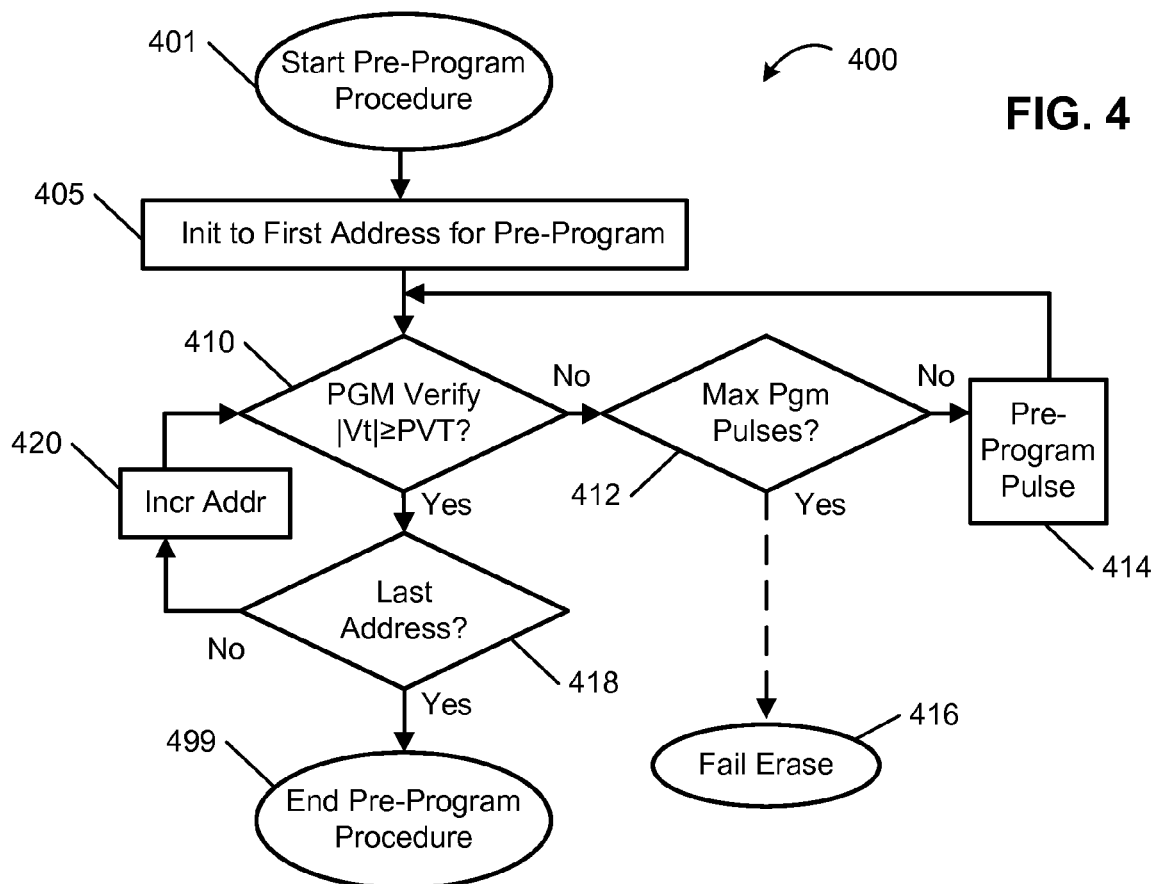 401
Start Pre-Program
Procedure
400
FIG. 4
405
Init to First Address for Pre-Program
410
PGM Verify
|Vt|≥PVT?
No
Max Pgm
Pulses?
No
Pre-
Program
Pulse
420
Incr Addr
Yes
412
Yes
414
Last
Address?
No
418
Yes
416
Fail Erase
499
End Pre-Program
Procedure